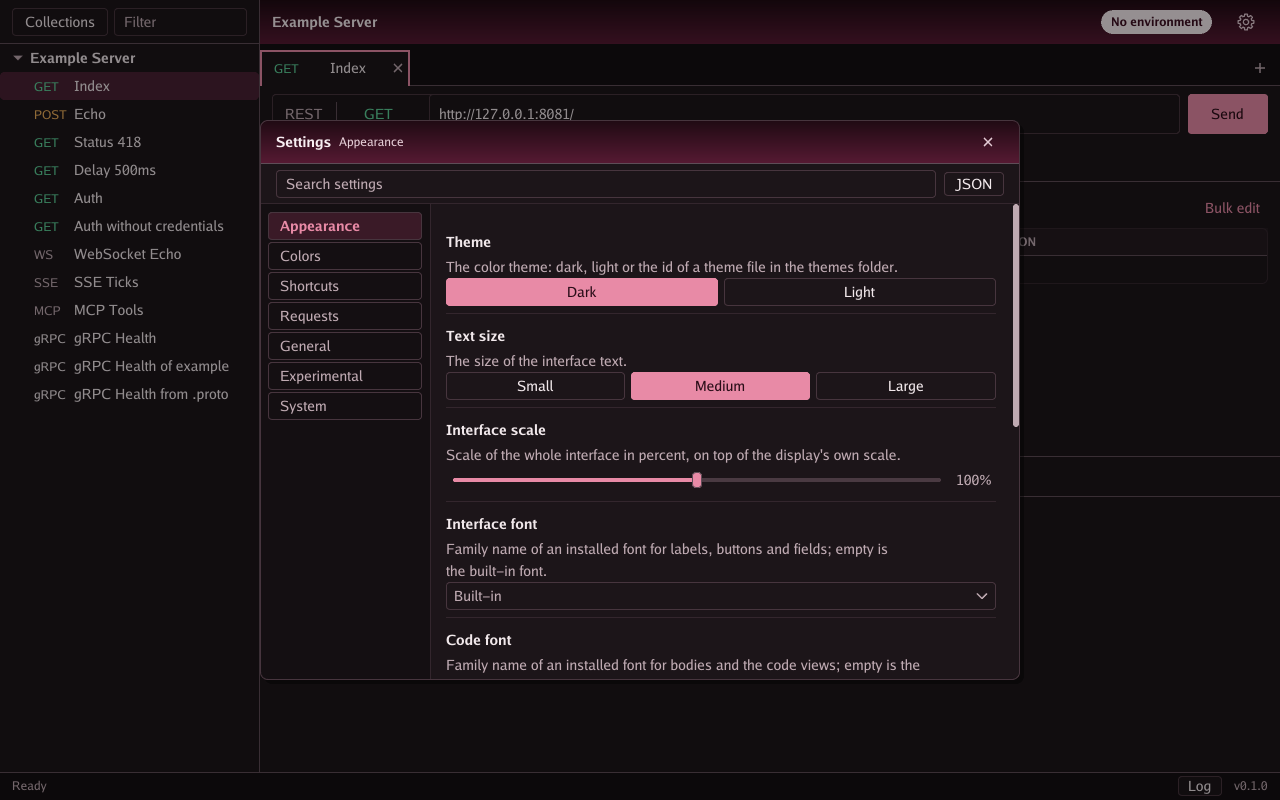 Collections
Filter
Example Server
No environment
Example Server
GET Index
POST Echo
GET Status 418
GET Delay 500ms
GET Auth
GET Auth without credentials
WS WebSocket Echo
SSE SSE Ticks
MCP MCP Tools
gRPC gRPC Health
gRPC gRPC Health of example
gRPC gRPC Health from .proto
GET Index
REST GET http://127.0.0.1:8081/
Send
Bulk edit
ON
Settings Appearance
Search settings
JSON
Appearance
Colors
Shortcuts
Requests
General
Experimental
System
Theme
The color theme: dark, light or the id of a theme file in the themes folder.
Dark Light
Text size
The size of the interface text.
Small Medium Large
Interface scale
Scale of the whole interface in percent, on top of the display's own scale.
100%
Interface font
Family name of an installed font for labels, buttons and fields; empty is
the built-in font.
Built-in
Code font
Family name of an installed font for bodies and the code views; empty is the
Ready
Log
v0.1.0